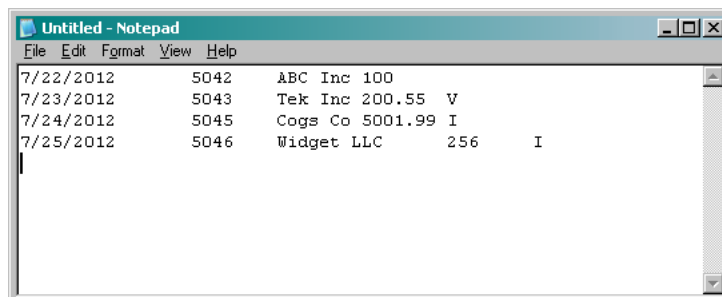 Untitled - Notepad
File Edit Format View Help
7/22/2012 5042 ABC Inc 100
7/23/2012 5043 Tek Inc 200.55 V
7/24/2012 5045 Cogs Co 5001.99 I
7/25/2012 5046 Widget LLC 256 I